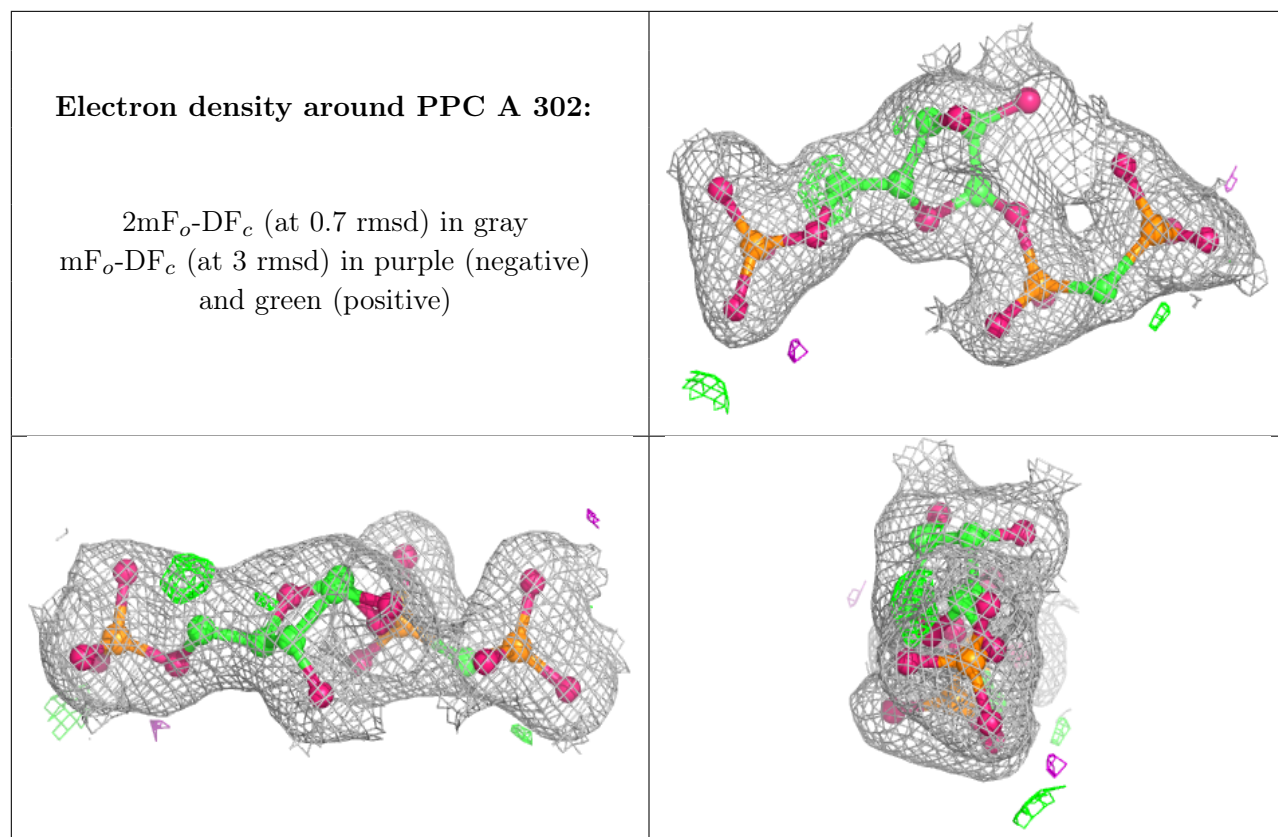 Electron density around PPC A 302:
2mFₒ-DF𝒸 (at 0.7 rmsd) in gray
mFₒ-DF𝒸 (at 3 rmsd) in purple (negative)
and green (positive)